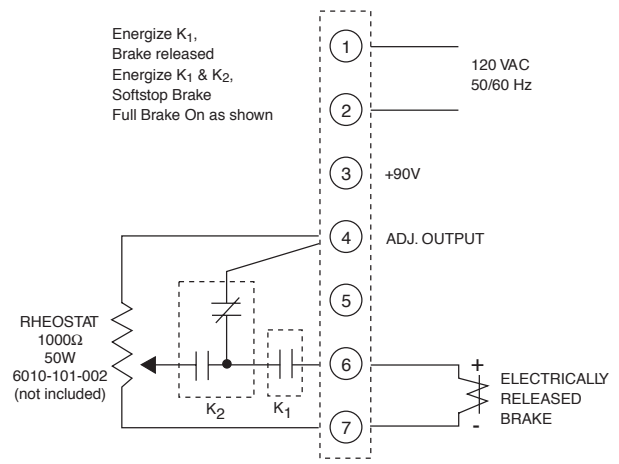 Energize K₁,
Brake released
Energize K₁ & K₂,
Softstop Brake
Full Brake On as shown
1
2
3
4
5
6
7
120 VAC
50/60 Hz
+90V
ADJ. OUTPUT
RHEOSTAT
1000Ω
50W
6010-101-002
(not included)
K₂
K₁
+
-
ELECTRICALLY
RELEASED
BRAKE